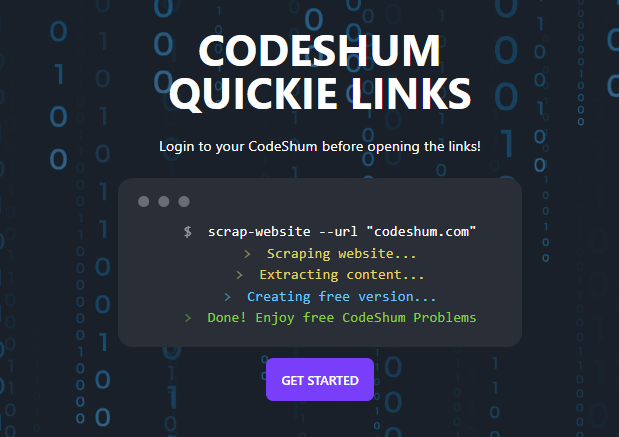 CODESHUM
QUICKIE LINKS
Login to your CodeShum before opening the links!
$ scrap-website --url "codeshum.com"
> Scraping website...
> Extracting content...
> Creating free version...
> Done! Enjoy free CodeShum Problems
GET STARTED